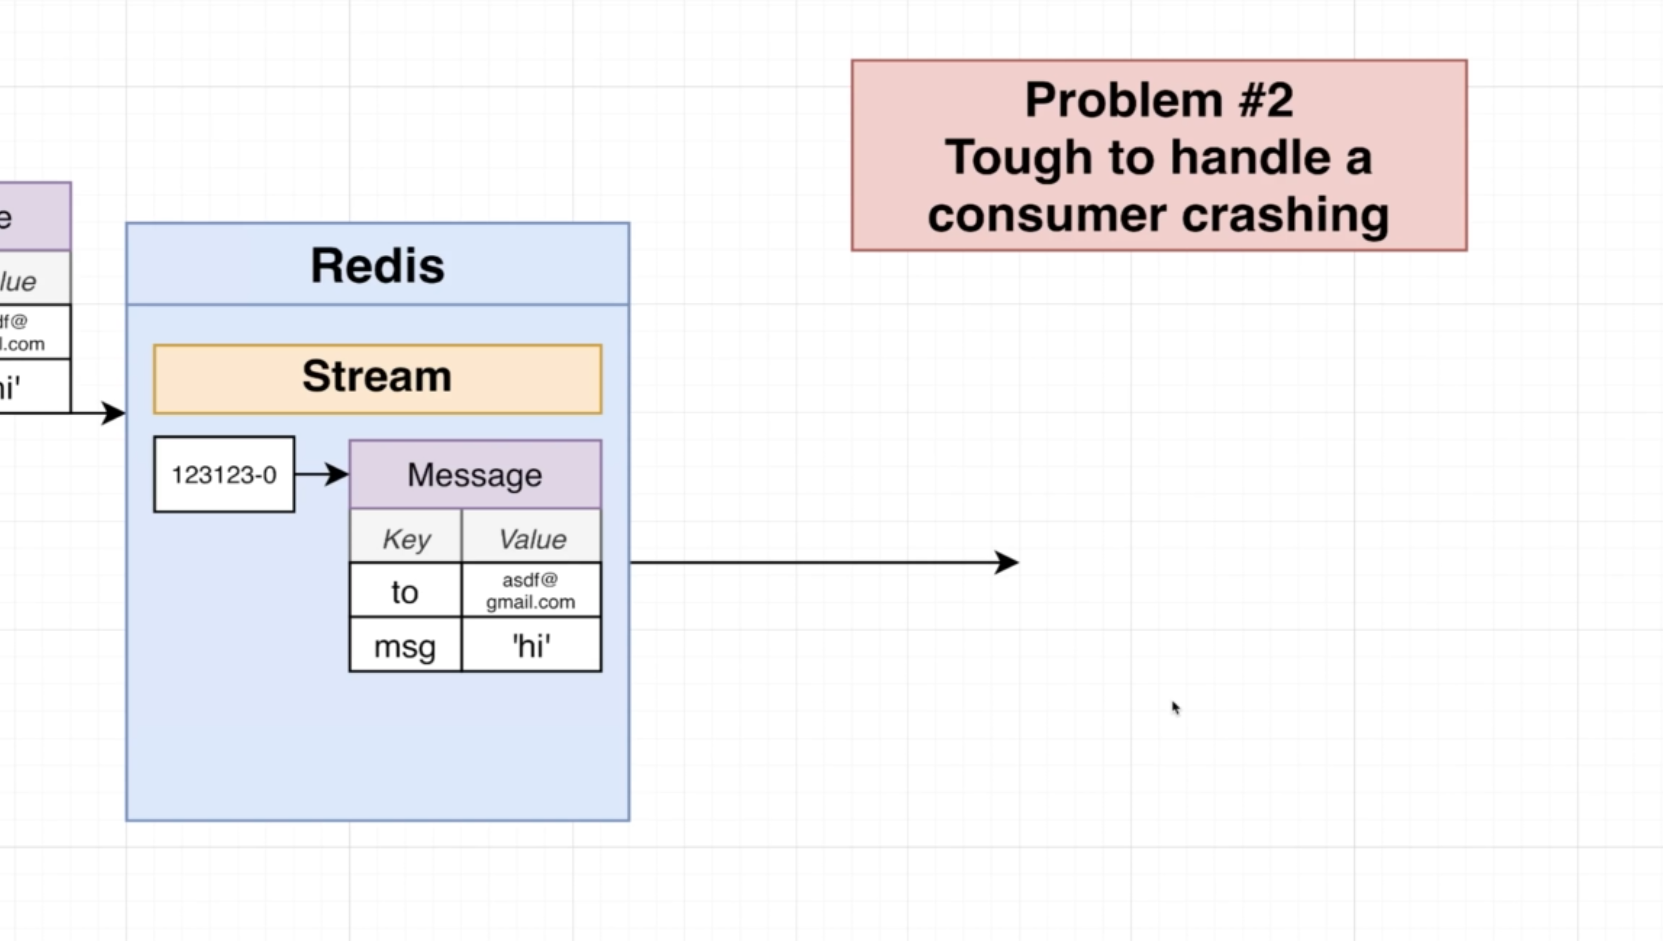 Problem #2
Tough to handle a
consumer crashing
e
lue
df@
l.com
hi'
Redis
Stream
123123-0
Message
Key Value
to asdf@
gmail.com
msg 'hi'